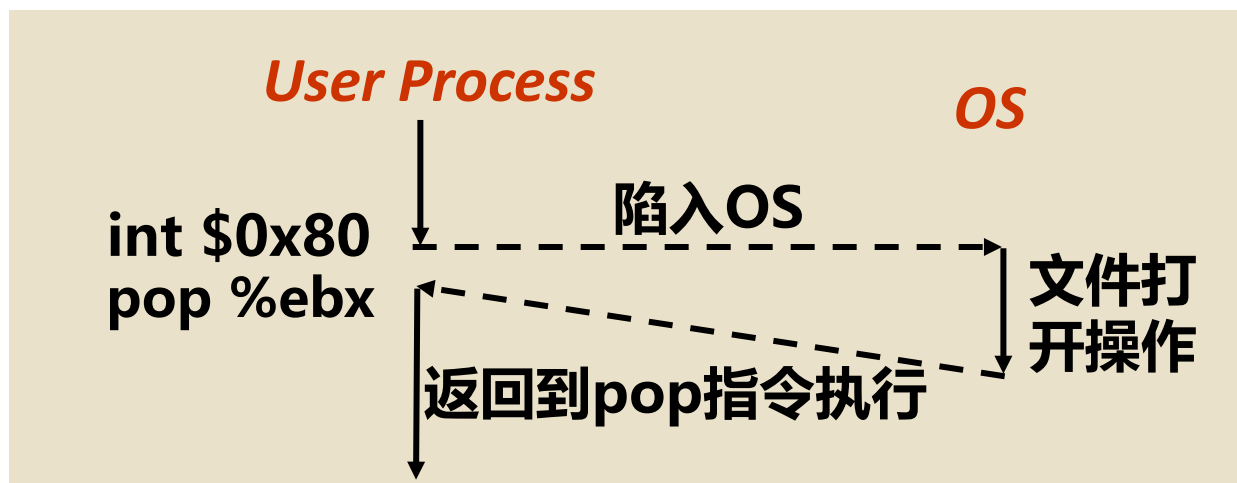 User Process
OS
陷入OS
int $0x80
pop %ebx
文件打
开操作
返回到pop指令执行